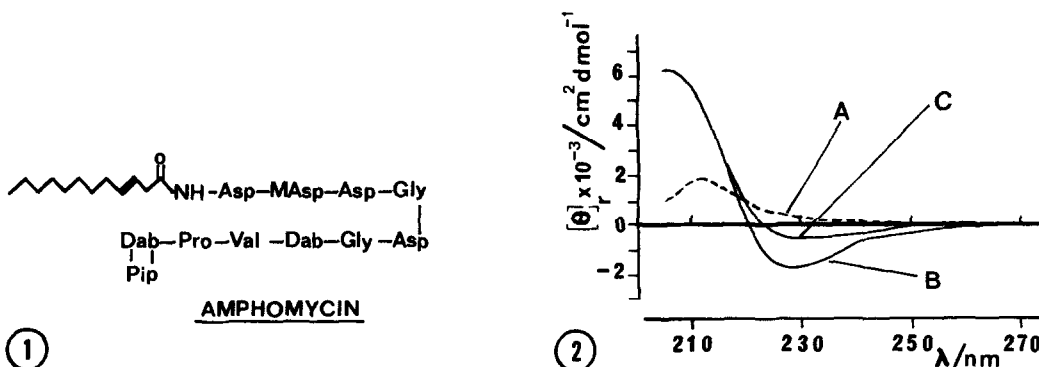 O
NH-Asp-MAsp-Asp-Gly
Dab-Pro-Val-Dab-Gly-Asp
Pip
AMPHOMYCIN
1
[θ]r x 10⁻³/cm² dmol⁻¹
6
4
2
0
-2
A
C
B
210 230 250 270
λ/nm
2